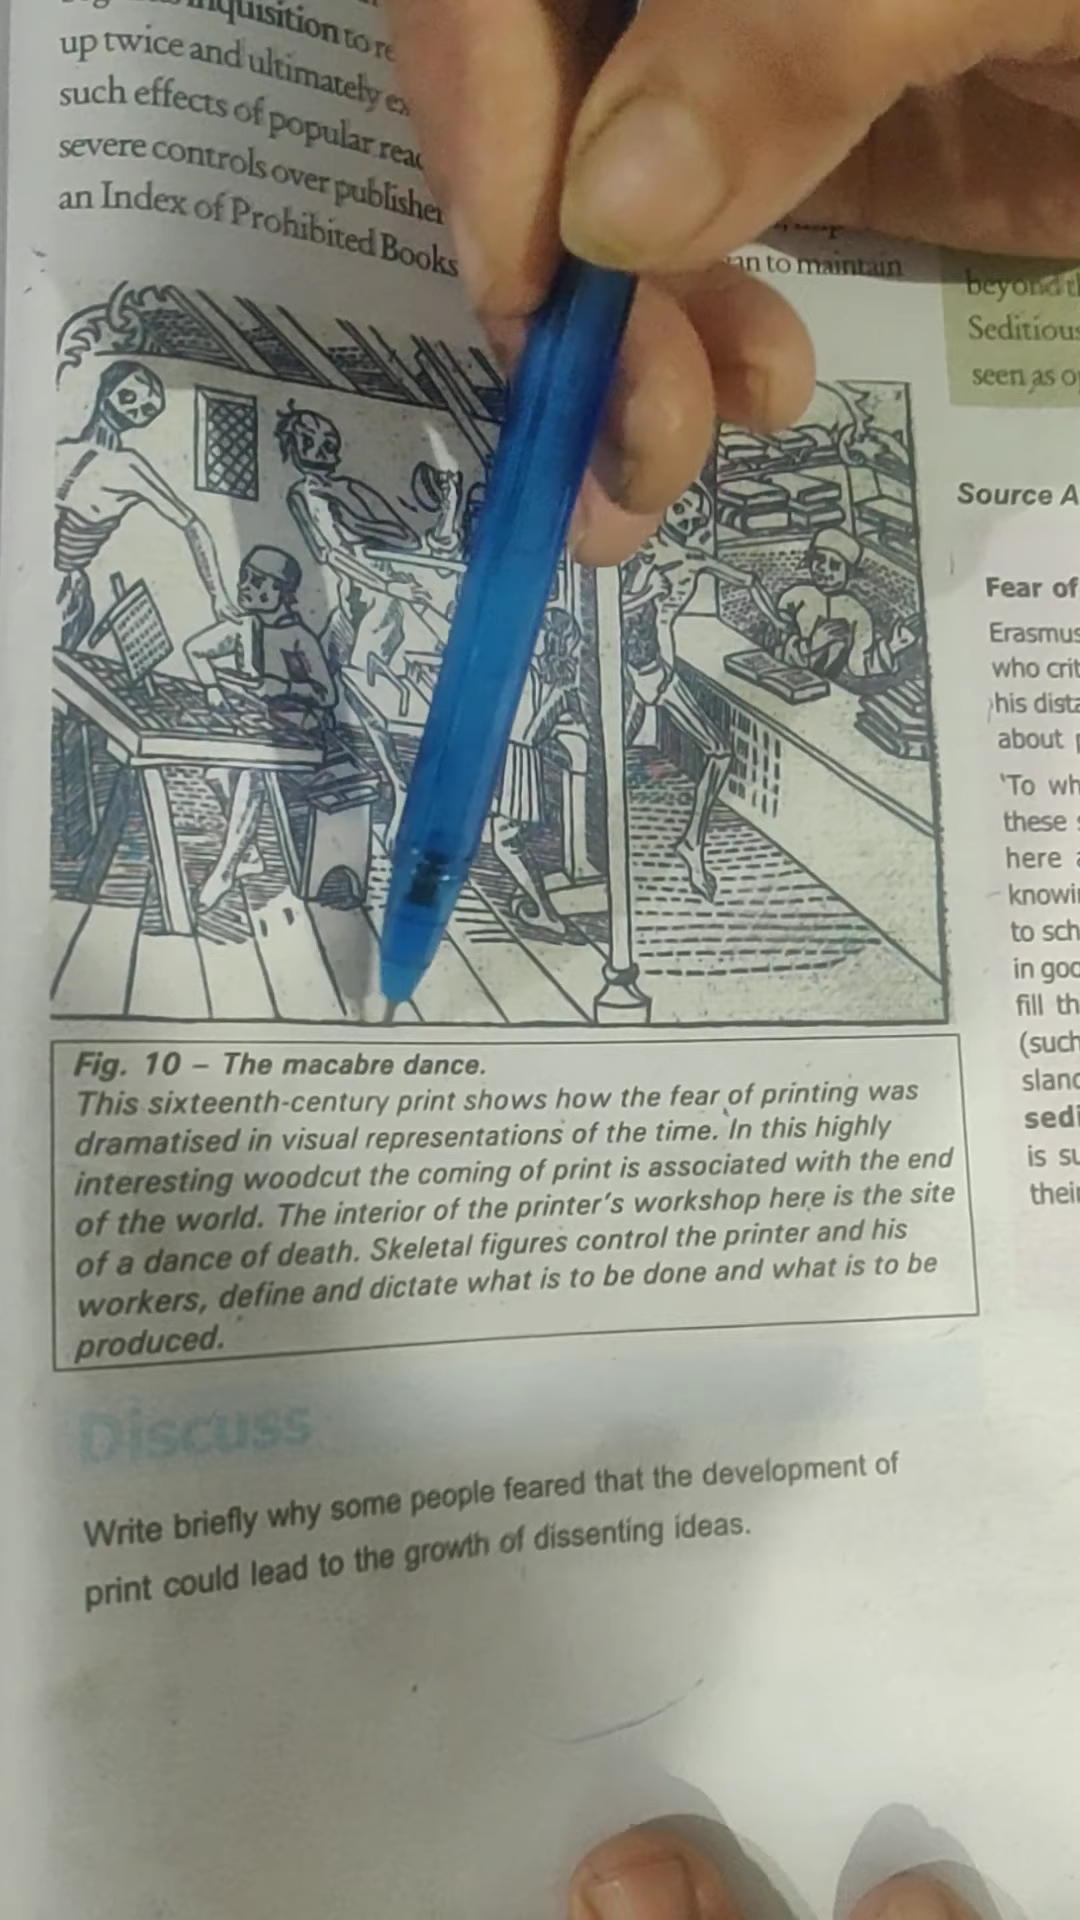 up twice and ultimately
such effects of popular
severe controls over
an Index of Prohibited Books
to maintain
Seditious
seen as
Source A
Fear of
Erasmus
who
his
about
'To
these
here
to
in
fill
(such
is
Fig. 10 – The macabre dance.
This sixteenth-century print shows how the fear of printing was
dramatised in visual representations of the time. In this highly
interesting woodcut the coming of print is associated with the end
of the world. The interior of the printer's workshop here is the site
of a dance of death. Skeletal figures control the printer and his
workers, define and dictate what is to be done and what is to be
produced.
Discuss
Write briefly why some people feared that the development of
print could lead to the growth of dissenting ideas.